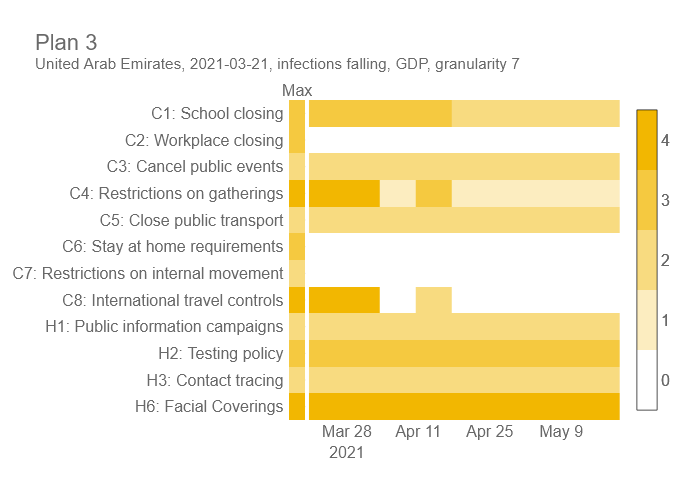 Plan 3
United Arab Emirates, 2021-03-21, infections falling, GDP, granularity 7
Max
C1: School closing
C2: Workplace closing
C3: Cancel public events
C4: Restrictions on gatherings
C5: Close public transport
C6: Stay at home requirements
C7: Restrictions on internal movement
C8: International travel controls
H1: Public information campaigns
H2: Testing policy
H3: Contact tracing
H6: Facial Coverings
Mar 28 Apr 11 Apr 25 May 9
2021
4
3
2
1
0